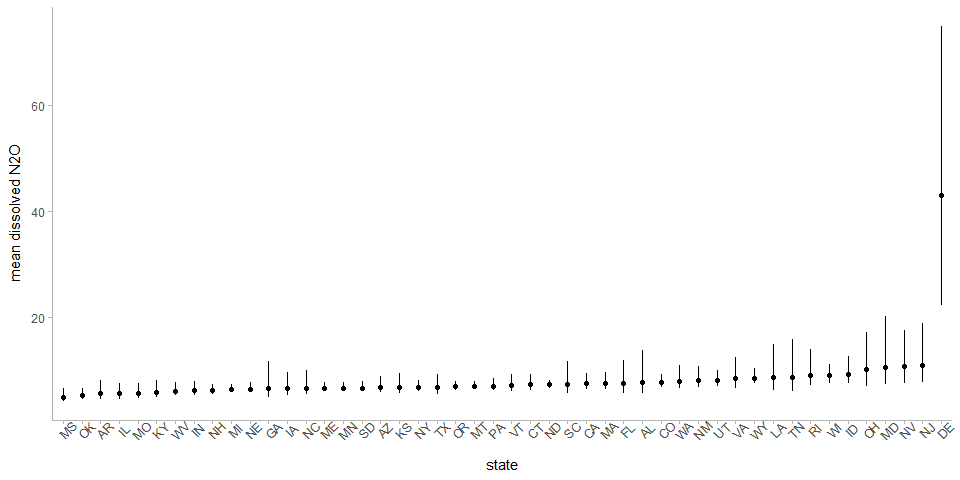 mean dissolved N2O
60
40
20
MS OK AR IL MO KY WV IN NH MI NE GA IA NC ME MN SD AZ KS NY TX OR MT PA VT CT ND SC CA MA FL AL CO WA NM UT VA WY LA TN RI WI ID OH MD NV NJ DE
state